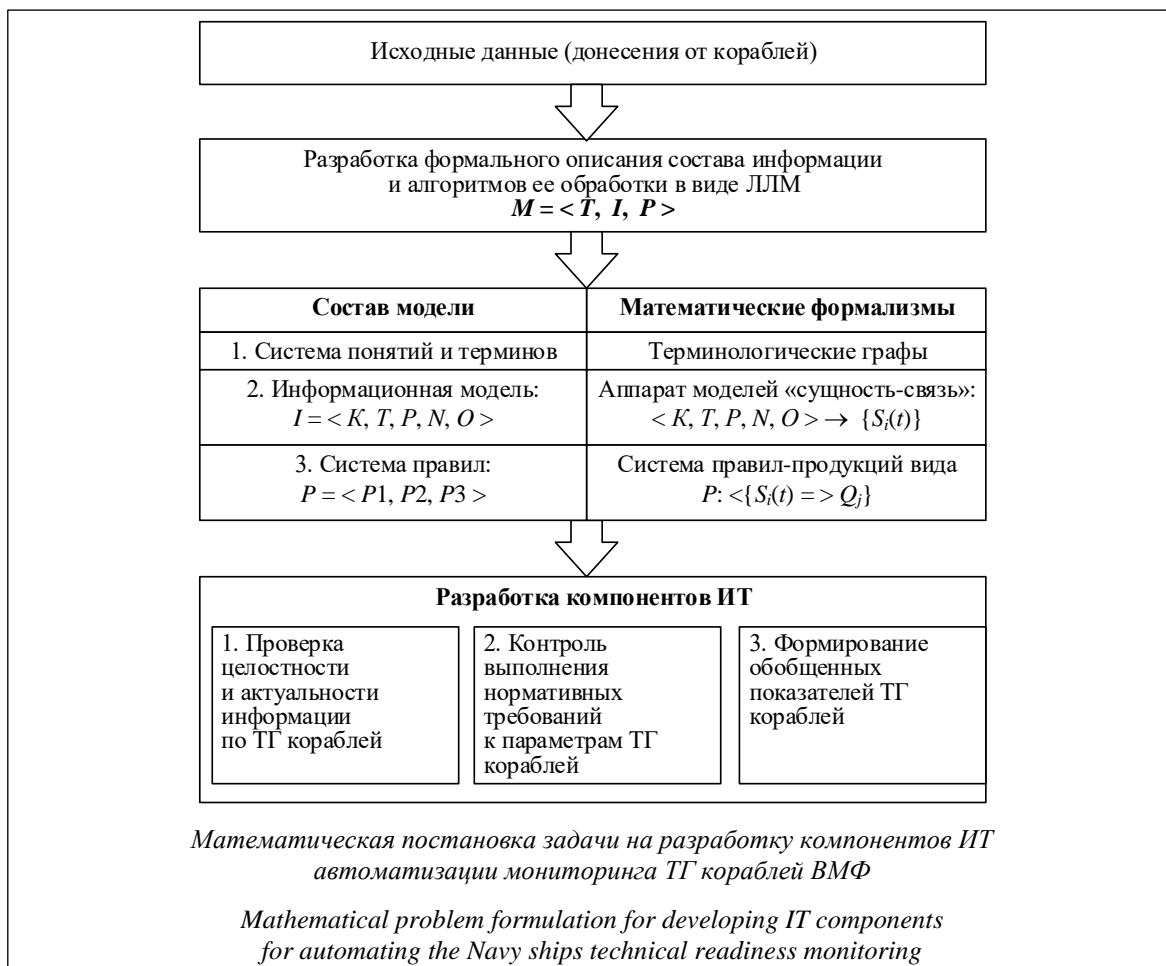 Исходные данные (донесения от кораблей)
Разработка формального описания состава информации
и алгоритмов ее обработки в виде ЛЛМ
M = < T, I, P >
Состав модели
Математические формализмы
1. Система понятий и терминов
Терминологические графы
2. Информационная модель:
I = < K, T, P, N, O >
Аппарат моделей «сущность-связь»:
< K, T, P, N, O > → {Si(t)}
3. Система правил:
P = < P1, P2, P3 >
Система правил-продукций вида
P: <{Si(t) = > Qj}
Разработка компонентов ИТ
1. Проверка
целостности
и актуальности
информации
по ТГ кораблей
2. Контроль
выполнения
нормативных
требований
к параметрам ТГ
кораблей
3. Формирование
обобщенных
показателей ТГ
кораблей
Математическая постановка задачи на разработку компонентов ИТ
автоматизации мониторинга ТГ кораблей ВМФ
Mathematical problem formulation for developing IT components
for automating the Navy ships technical readiness monitoring